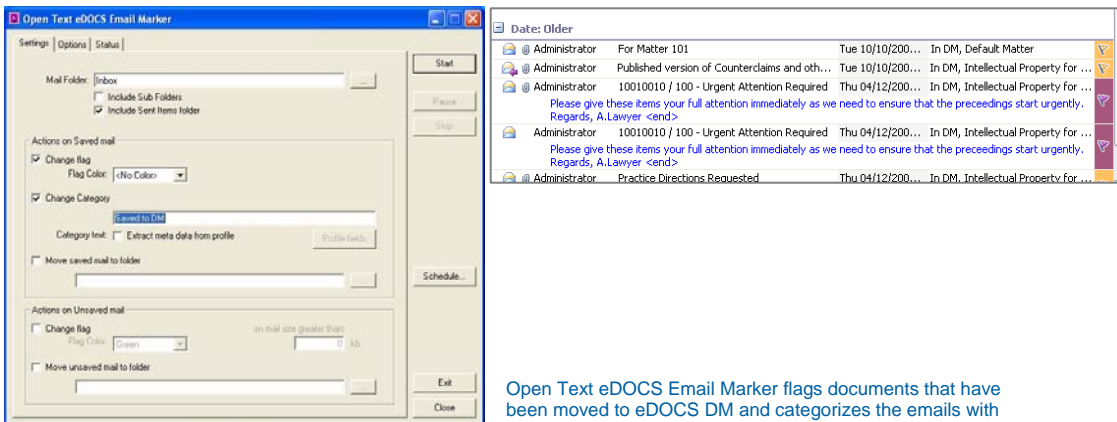 Open Text eDOCS Email Marker
Settings | Options | Status
Mail Folder: Inbox ...
Include Sub Folders
Include Sent Items folder
Actions on Saved mail
Change flag
Flag Color: <No Color>
Change Category
Saved to DM
Category text: Extract meta data from profile Profile fields
Move saved mail to folder
Actions on Unsaved mail
Change flag on mail size greater than:
Flag Color: Green 0 kb
Move unsaved mail to folder
Start
Pause
Stop
Schedule...
Exit
Close
Date: Older
Administrator For Matter 101 Tue 10/10/200... In DM, Default Matter
Administrator Published version of Counterclaims and oth... Tue 10/10/200... In DM, Intellectual Property for ...
Administrator 10010010 / 100 - Urgent Attention Required Thu 04/12/200... In DM, Intellectual Property for ...
Please give these items your full attention immediately as we need to ensure that the preceedings start urgently.
Regards, A.Lawyer <end>
Administrator 10010010 / 100 - Urgent Attention Required Thu 04/12/200... In DM, Intellectual Property for ...
Please give these items your full attention immediately as we need to ensure that the preceedings start urgently.
Regards, A.Lawyer <end>
Administrator Practice Directions Requested Thu 04/12/200... In DM, Intellectual Property for ...
Open Text eDOCS Email Marker flags documents that have
been moved to eDOCS DM and categorizes the emails with